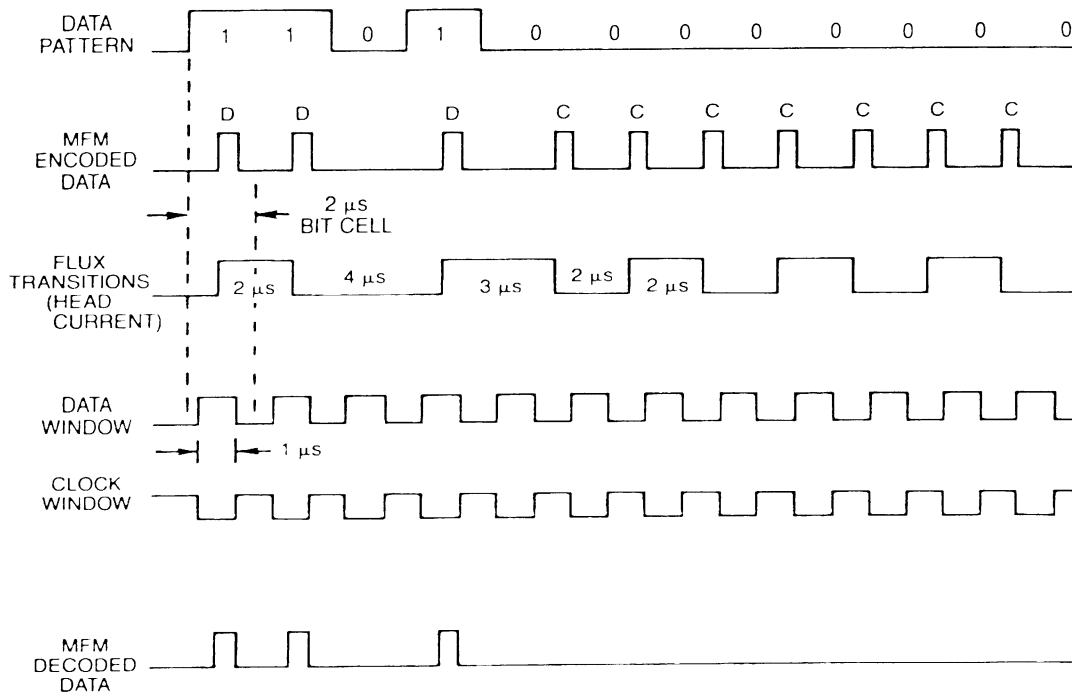 DATA
PATTERN
1 1 0 1 0 0 0 0 0 0 0 0
D D D C C C C C C C
MFM
ENCODED
DATA
2 µs
BIT CELL
FLUX
TRANSITIONS
(HEAD
CURRENT)
2 µs 4 µs 3 µs 2 µs 2 µs
DATA
WINDOW
1 µs
CLOCK
WINDOW
MFM
DECODED
DATA